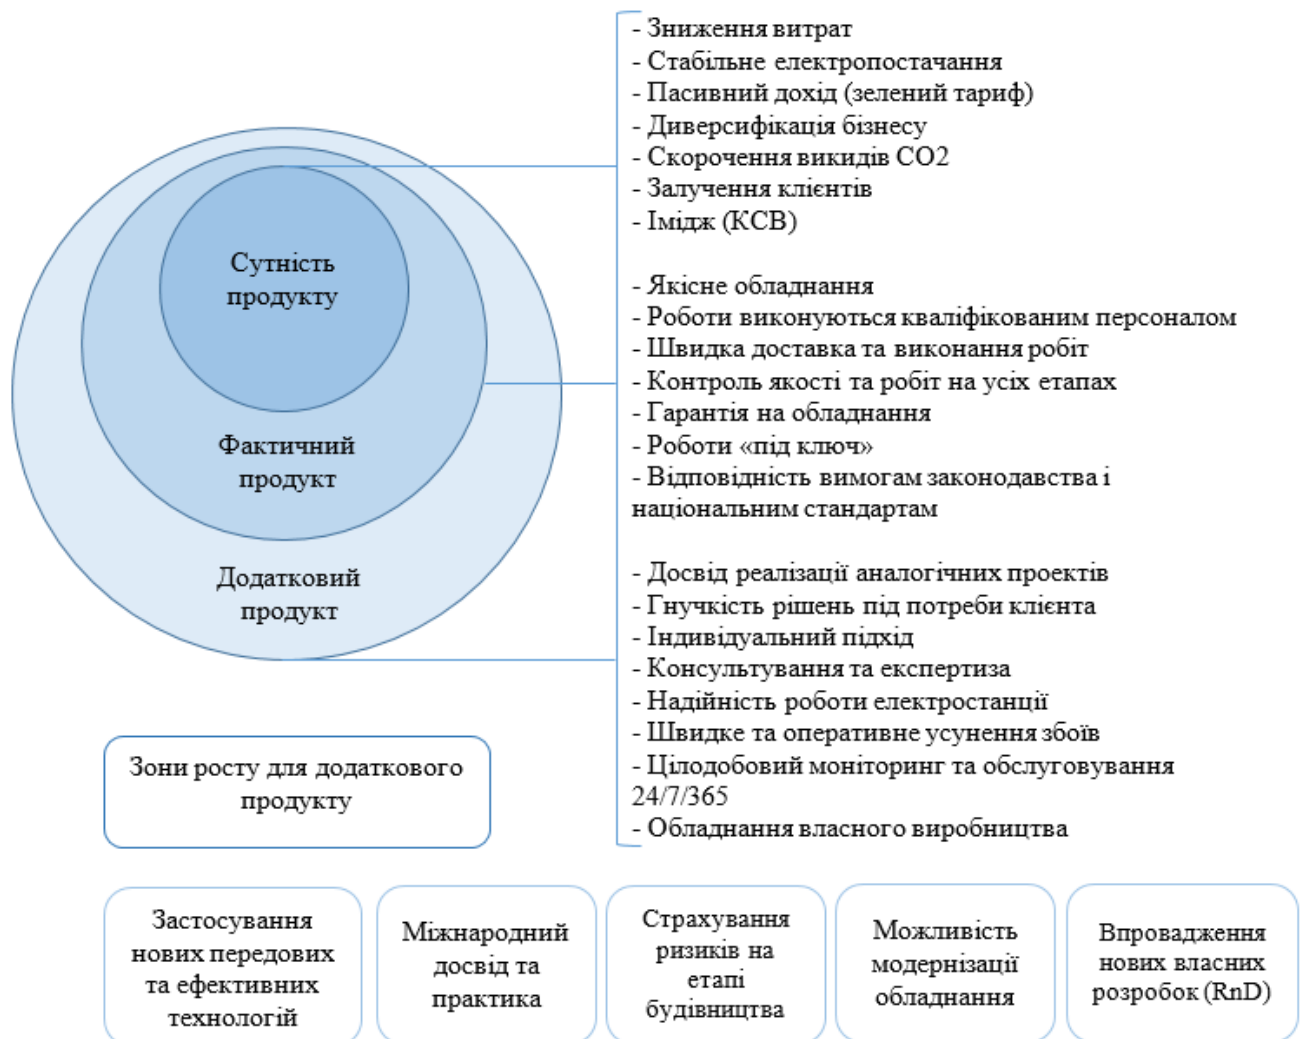 Сутність
продукту
Фактичний
продукт
Додатковий
продукт
- Зниження витрат
- Стабільне електропостачання
- Пасивний дохід (зелений тариф)
- Диверсифікація бізнесу
- Скорочення викидів СО2
- Залучення клієнтів
- Імідж (КСВ)
- Якісне обладнання
- Роботи виконуються кваліфікованим персоналом
- Швидка доставка та виконання робіт
- Контроль якості та робіт на усіх етапах
- Гарантія на обладнання
- Роботи «під ключ»
- Відповідність вимогам законодавства і
національним стандартам
- Досвід реалізації аналогічних проектів
- Гнучкість рішень під потреби клієнта
- Індивідуальний підхід
- Консультування та експертиза
- Надійність роботи електростанції
- Швидке та оперативне усунення збоїв
- Цілодобовий моніторинг та обслуговування
24/7/365
- Обладнання власного виробництва
Зони росту для додаткового
продукту
Застосування
нових передових
та ефективних
технологій
Міжнародний
досвід та
практика
Страхування
ризиків на
етапі
будівництва
Можливість
модернізації
обладнання
Впровадження
нових власних
розробок (RnD)